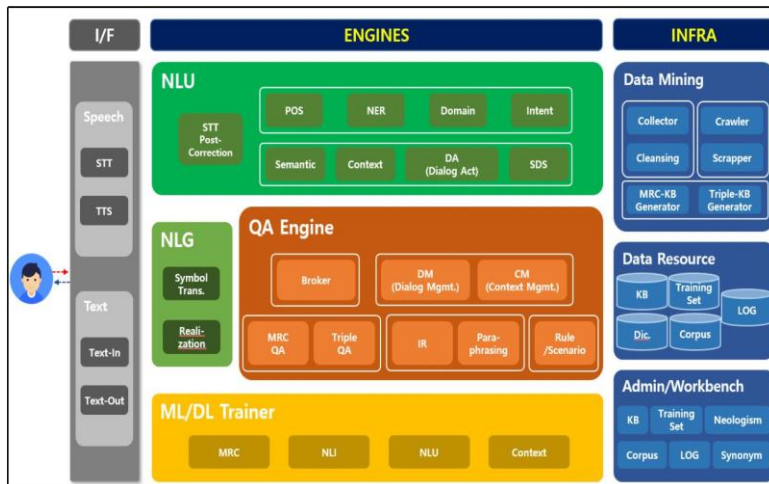 I/F
ENGINES
INFRA
Speech
STT
TTS
Text
Text-In
Text-Out
NLU
STT
Post-
Correction
POS
NER
Domain
Intent
Semantic
Context
DA
(Dialog Act)
SDS
NLG
Symbol
Trans.
Reali-
zation
QA Engine
Broker
DM
(Dialog Mgmt.)
CM
(Context Mgmt.)
MRC
QA
Triple
QA
IR
Para-
phrasing
Rule
/Scenario
ML/DL Trainer
MRC
NLI
NLU
Context
Data Mining
Collector
Crawler
Cleansing
Scrapper
MRC-KB
Generator
Triple-KB
Generator
Data Resource
KB
Training
Set
LOG
Dic.
Corpus
Admin/Workbench
KB
Training
Set
Neologism
Corpus
LOG
Synonym